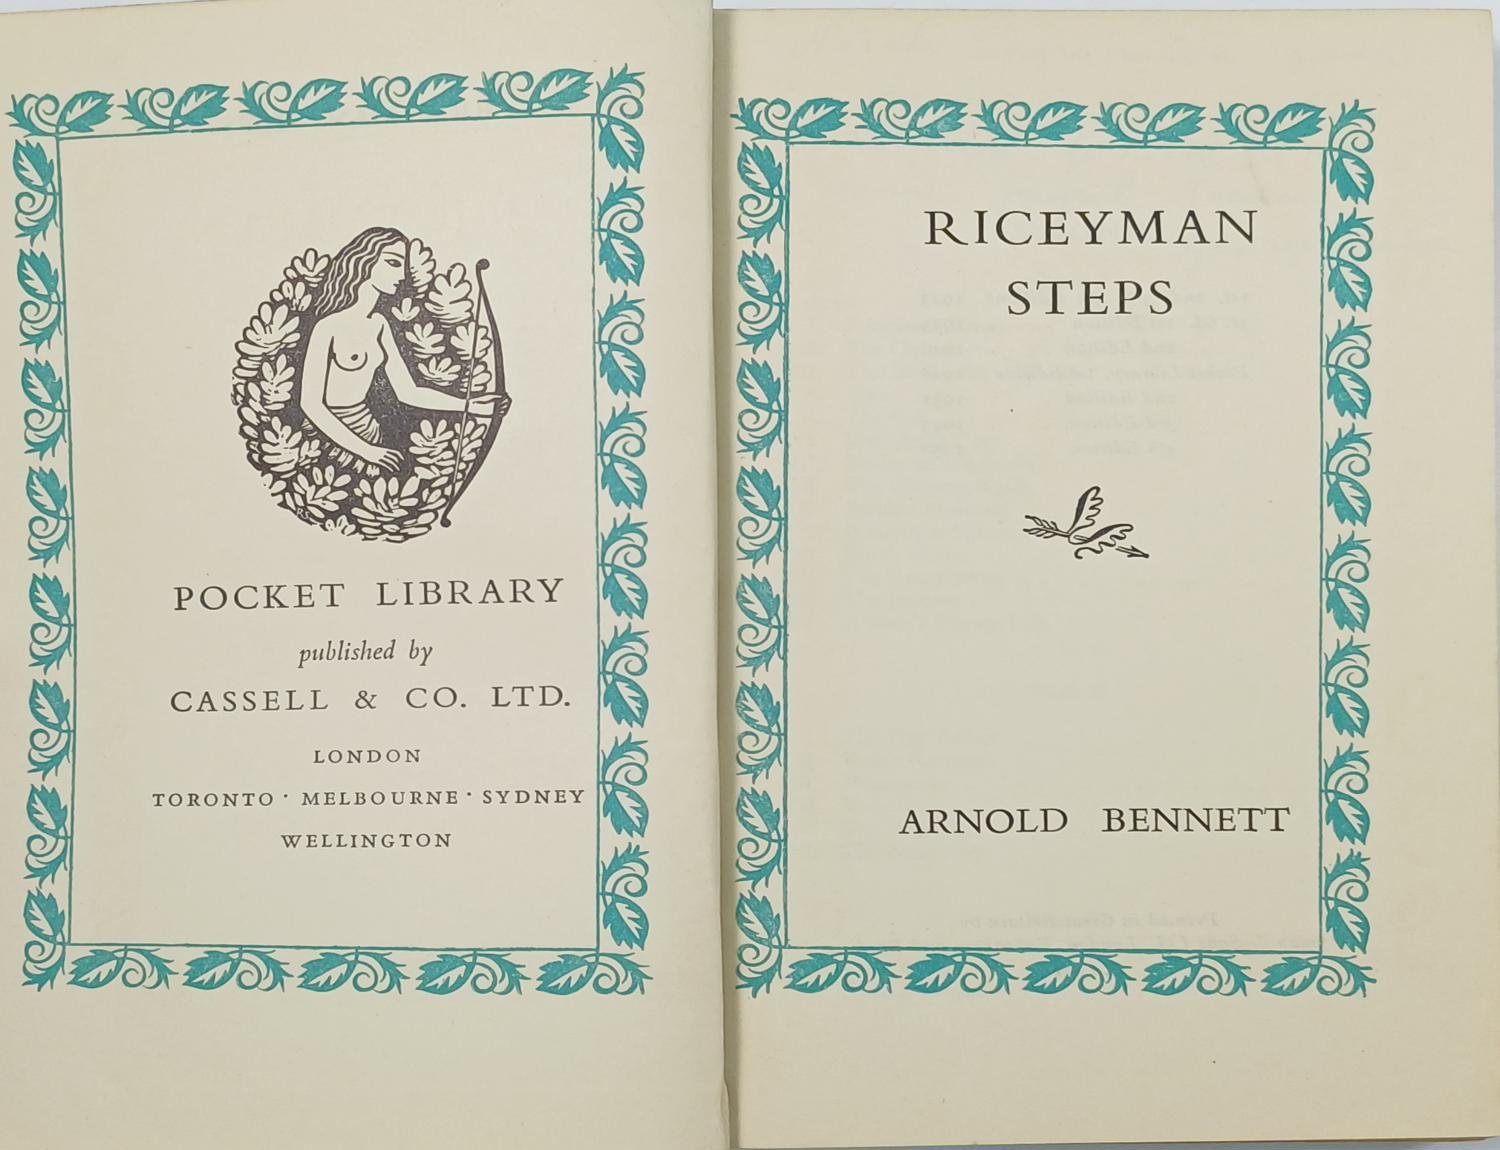 POCKET LIBRARY
published by
CASSELL & CO. LTD.
LONDON
TORONTO · MELBOURNE · SYDNEY
WELLINGTON
RICEYMAN
STEPS
ARNOLD BENNETT